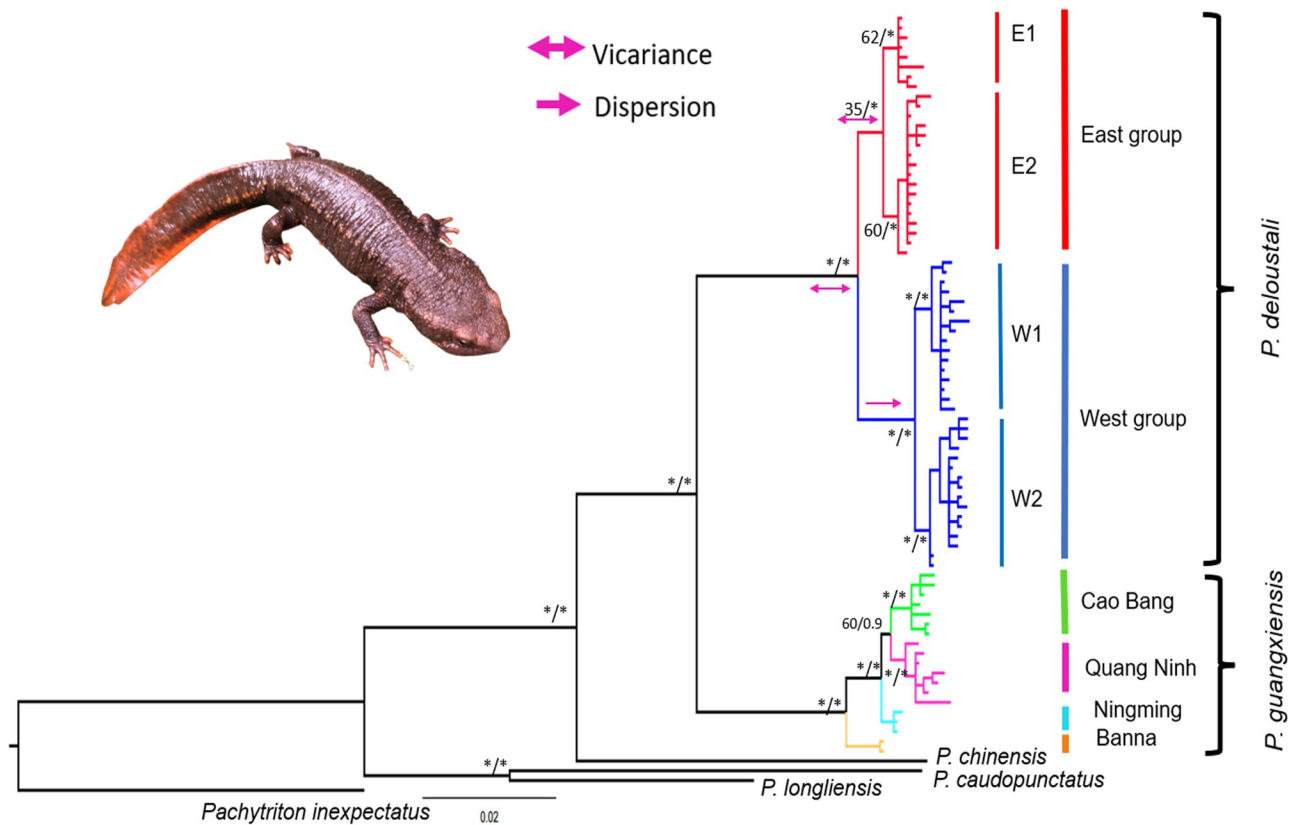 Vicariance
Dispersion
62/*
E1
35/*
East group
E2
60/*
*/*
P. deloustali
*/*
W1
West group
*/*
W2
*/*
*/*
*/*
Cao Bang
*/*
60/0.9
*/*
*/*
Quang Ninh
P. guangxiensis
*/*
Ningming
Banna
P. chinensis
*/*
P. caudopunctatus
P. longliensis
Pachytriton inexpectatus
0.02